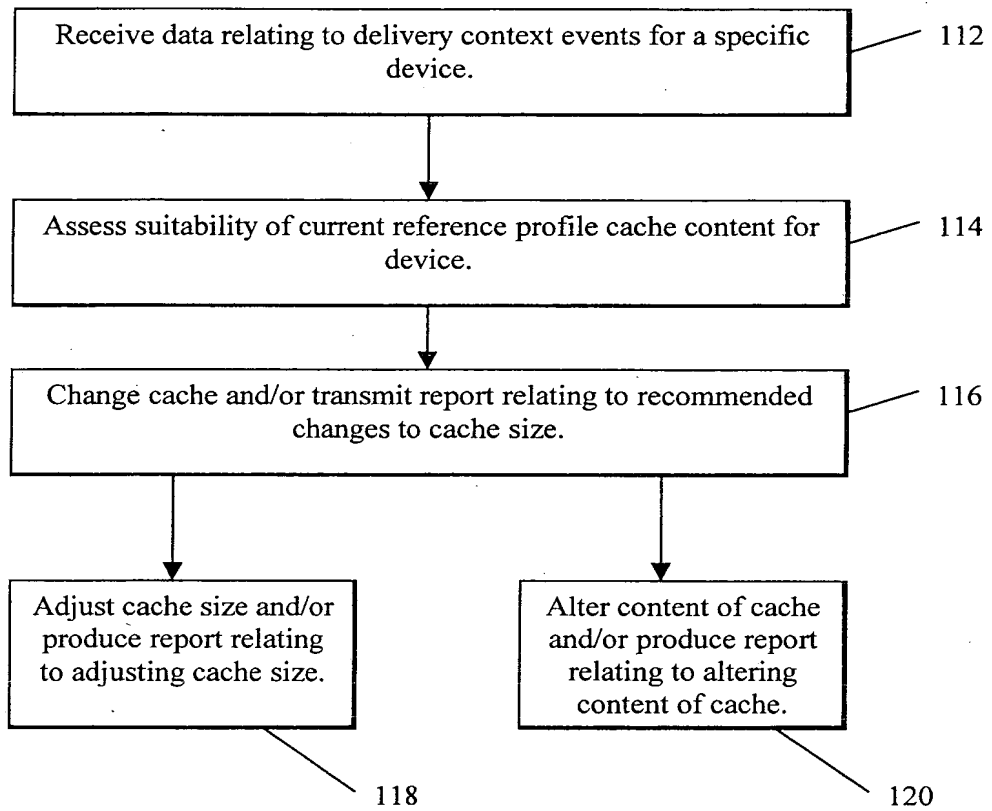 Receive data relating to delivery context events for a specific
device.
112
Assess suitability of current reference profile cache content for
device.
114
Change cache and/or transmit report relating to recommended
changes to cache size.
116
Adjust cache size and/or
produce report relating
to adjusting cache size.
118
Alter content of cache
and/or produce report
relating to altering
content of cache.
120